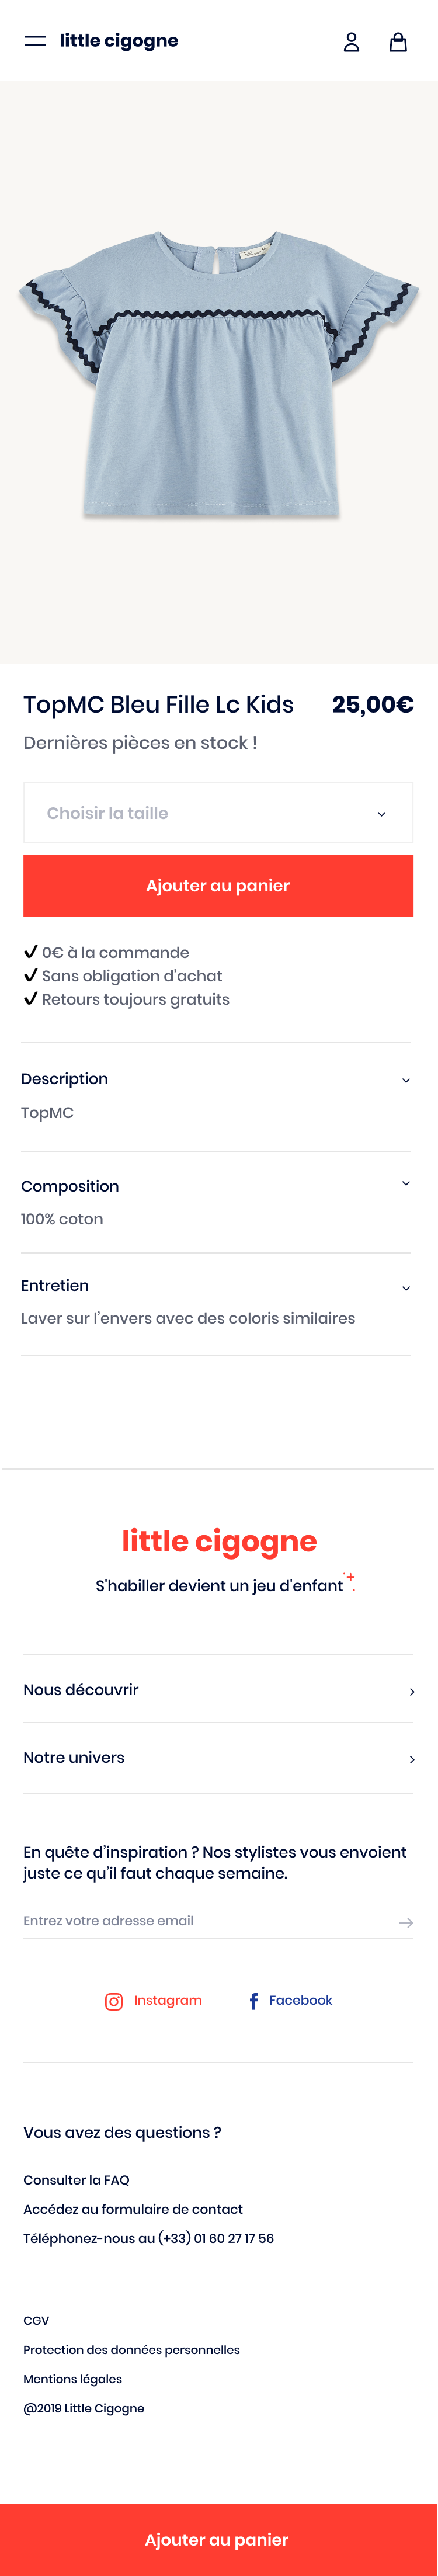 little cigogne
TopMC Bleu Fille Lc Kids 25,00€
Dernières pièces en stock !
Choisir la taille
Ajouter au panier
0€ à la commande
Sans obligation d'achat
Retours toujours gratuits
Description
TopMC
Composition
100% coton
Entretien
Laver sur l'envers avec des coloris similaires
little cigogne
S'habiller devient un jeu d'enfant
Nous découvrir
Notre univers
En quête d'inspiration ? Nos stylistes vous envoient
juste ce qu'il faut chaque semaine.
Entrez votre adresse email
Instagram Facebook
Vous avez des questions ?
Consulter la FAQ
Accédez au formulaire de contact
Téléphonez-nous au (+33) 01 60 27 17 56
CGV
Protection des données personnelles
Mentions légales
@2019 Little Cigogne
Ajouter au panier